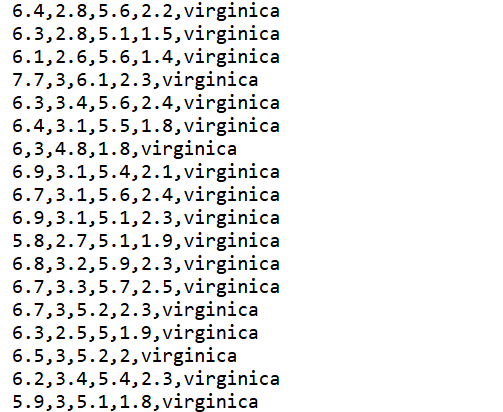 6.4,2.8,5.6,2.2,virginica
6.3,2.8,5.1,1.5,virginica
6.1,2.6,5.6,1.4,virginica
7.7,3,6.1,2.3,virginica
6.3,3.4,5.6,2.4,virginica
6.4,3.1,5.5,1.8,virginica
6,3,4.8,1.8,virginica
6.9,3.1,5.4,2.1,virginica
6.7,3.1,5.6,2.4,virginica
6.9,3.1,5.1,2.3,virginica
5.8,2.7,5.1,1.9,virginica
6.8,3.2,5.9,2.3,virginica
6.7,3.3,5.7,2.5,virginica
6.7,3,5.2,2.3,virginica
6.3,2.5,5,1.9,virginica
6.5,3,5.2,2,virginica
6.2,3.4,5.4,2.3,virginica
5.9,3,5.1,1.8,virginica